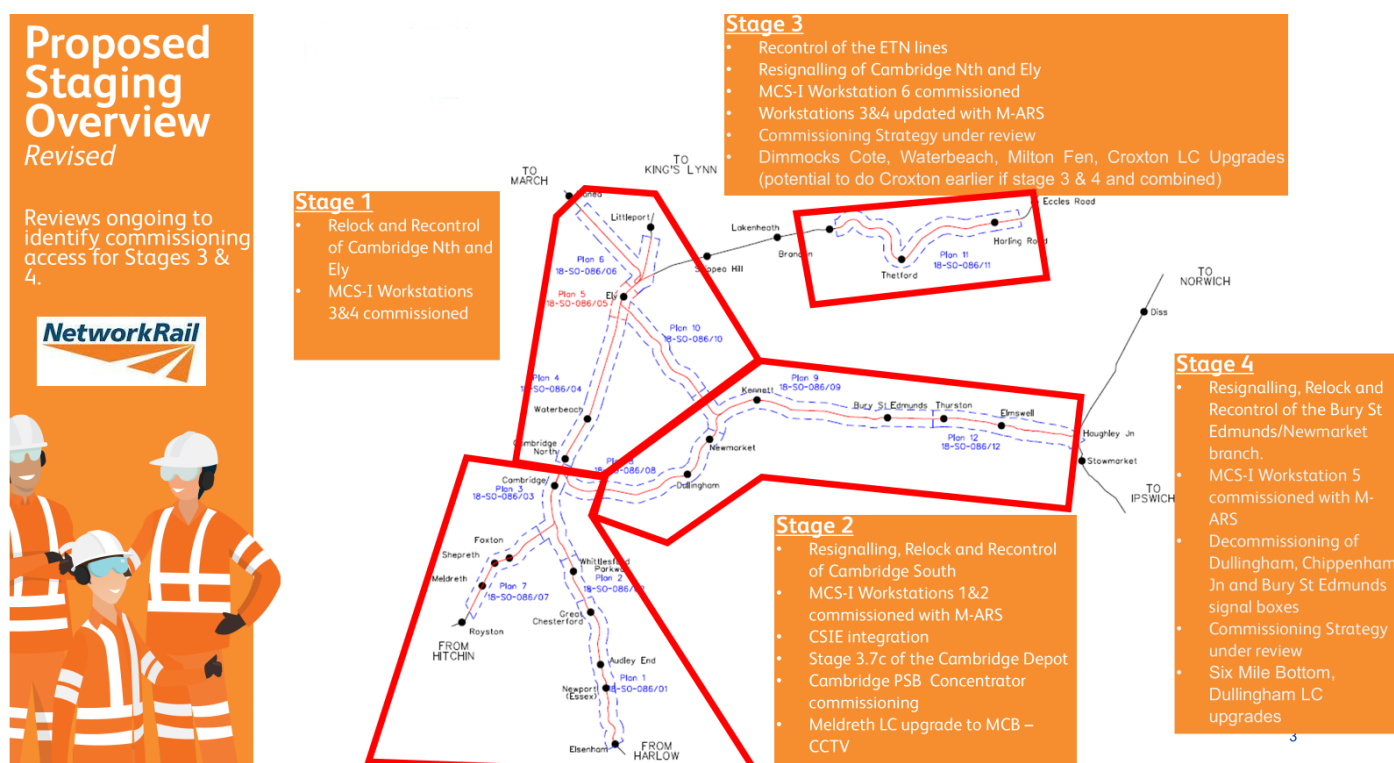 Proposed
Staging
Overview
Revised
Reviews ongoing to
identify commissioning
access for Stages 3 &
4.
NetworkRail
Stage 1
• Relock and Recontrol
of Cambridge Nth and
Ely
• MCS-I Workstations
3&4 commissioned
Stage 3
• Recontrol of the ETN lines
• Resignalling of Cambridge Nth and Ely
• MCS-I Workstation 6 commissioned
• Workstations 3&4 updated with M-ARS
• Commissioning Strategy under review
• Dimmocks Cote, Waterbeach, Milton Fen, Croxton LC Upgrades
(potential to do Croxton earlier if stage 3 & 4 and combined)
TO
MARCH
TO
KING'S LYNN
Littleport
Plan 6
18-SO-086/06
Plan 5
18-SO-086/05
Ely
Lakenheath
Eccles Road
Harling Road
Plan 11
18-SO-086/11
Thetford
TO
NORWICH
Diss
Plan 10
18-SO-086/10
Plan 4
18-SO-086/04
Waterbeach
North
Cambridge
Plan 3
18-SO-086/03
18-SO-086/08
Newmarket
Dullingham
Kennett
Plan 9
18-SO-086/09
Bury St Edmunds
Thurston
Elmswell
Plan 12
18-SO-086/12
Haughley Jn
Stowmarket
TO
IPSWICH
Foxton
Shepreth
Meldreth
Plan 7
18-SO-086/07
Royston
FROM
HITCHIN
Whittlesford
Plan 2
Great
Chesterford
Audley End
Newport
(Essex)
Plan 1
18-SO-086/01
Elsenham
FROM
HARLOW
Stage 2
• Resignalling, Relock and Recontrol
of Cambridge South
• MCS-I Workstations 1&2
commissioned with M-ARS
• CSIE integration
• Stage 3.7c of the Cambridge Depot
• Cambridge PSB Concentrator
commissioning
• Meldreth LC upgrade to MCB –
CCTV
Stage 4
• Resignalling, Relock and
Recontrol of the Bury St
Edmunds/Newmarket
branch.
• MCS-I Workstation 5
commissioned with M-
ARS
• Decommissioning of
Dullingham, Chippenham
Jn and Bury St Edmunds
signal boxes
• Commissioning Strategy
under review
• Six Mile Bottom,
Dullingham LC
upgrades
3